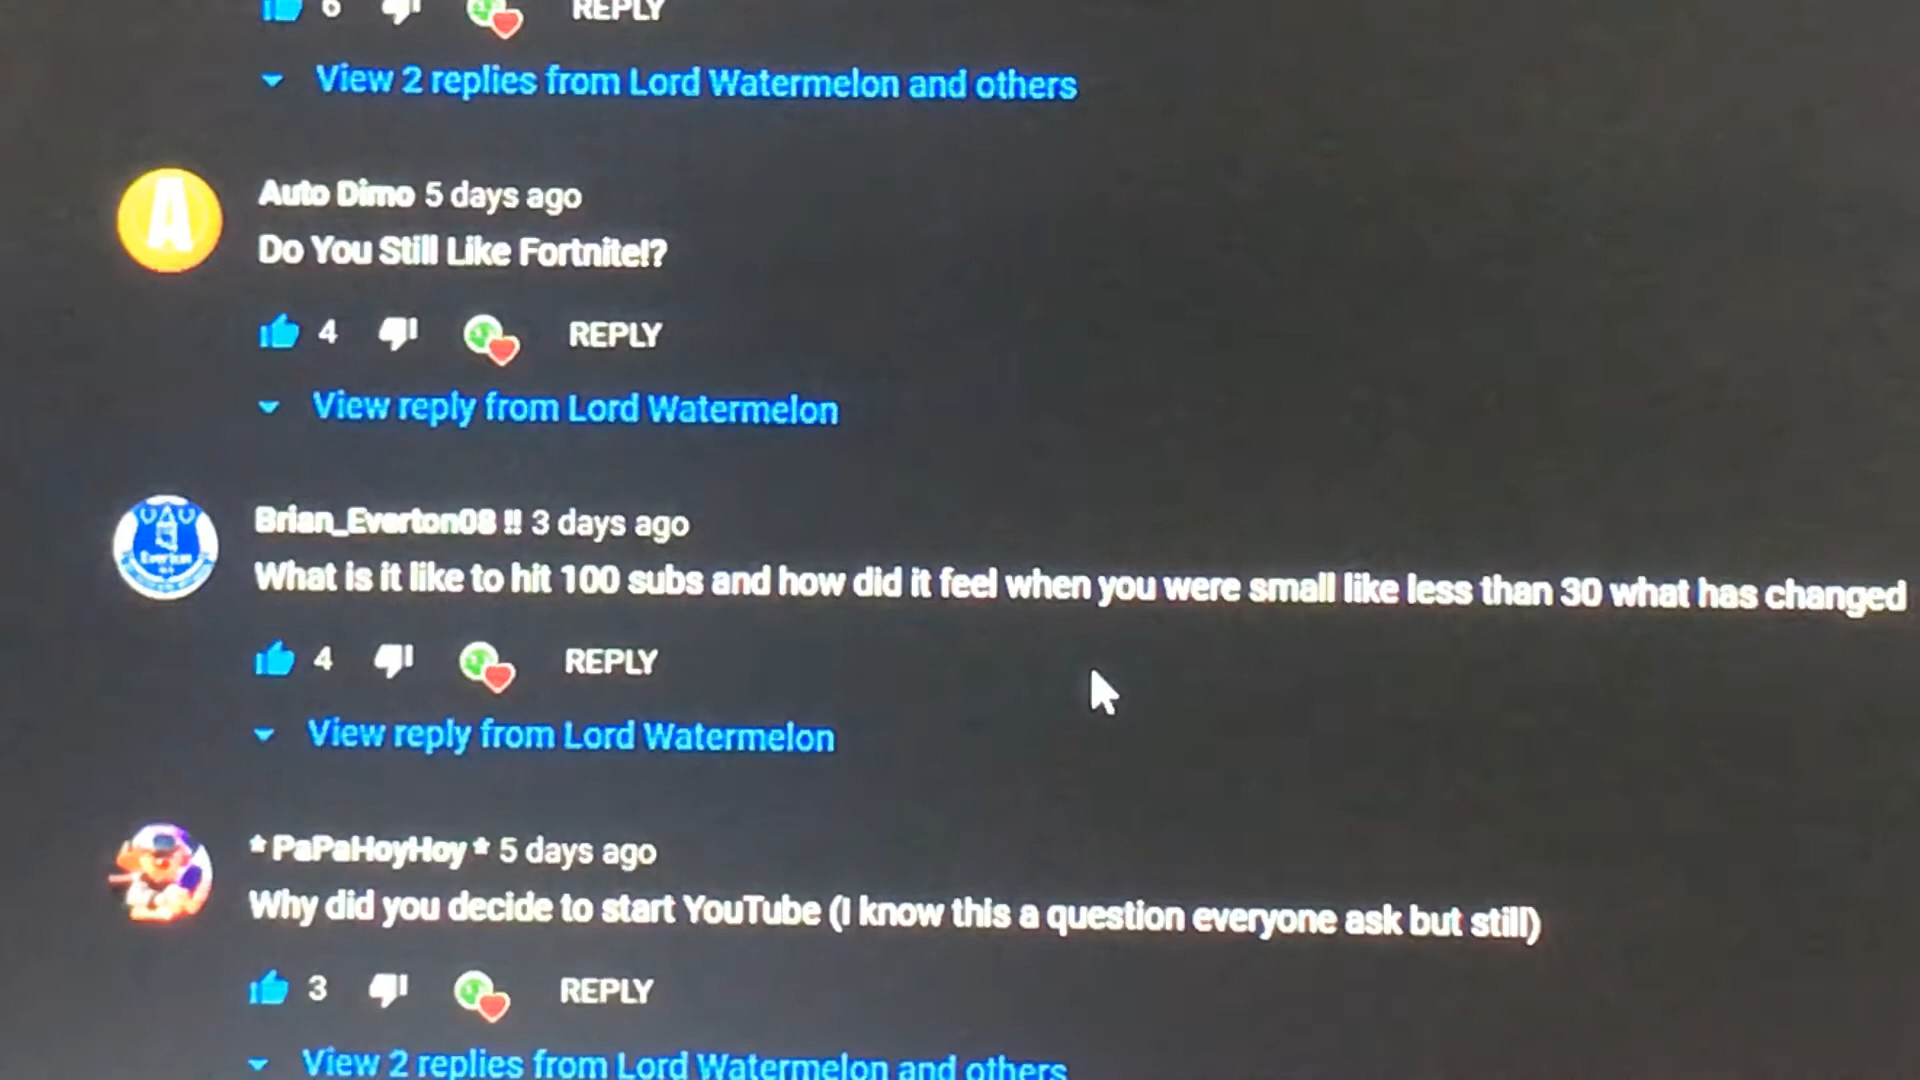 6 REPLY
View 2 replies from Lord Watermelon and others
A
Auto Dimo 5 days ago
Do You Still Like Fortnite!?
4 REPLY
View reply from Lord Watermelon
Everton
Brian_Everton08 !! 3 days ago
What is it like to hit 100 subs and how did it feel when you were small like less than 30 what has changed
4 REPLY
View reply from Lord Watermelon
* PaPaHoyHoy * 5 days ago
Why did you decide to start YouTube (I know this a question everyone ask but still)
3 REPLY
View 2 replies from Lord Watermelon and others